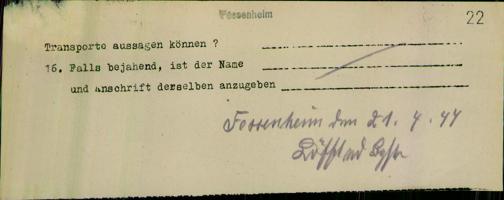 Fessenheim
22
Transporte aussagen können ?
16. Falls bejahend, ist der Name
und anschrift derselben anzugeben
Fessenheim den 21. 4. 47